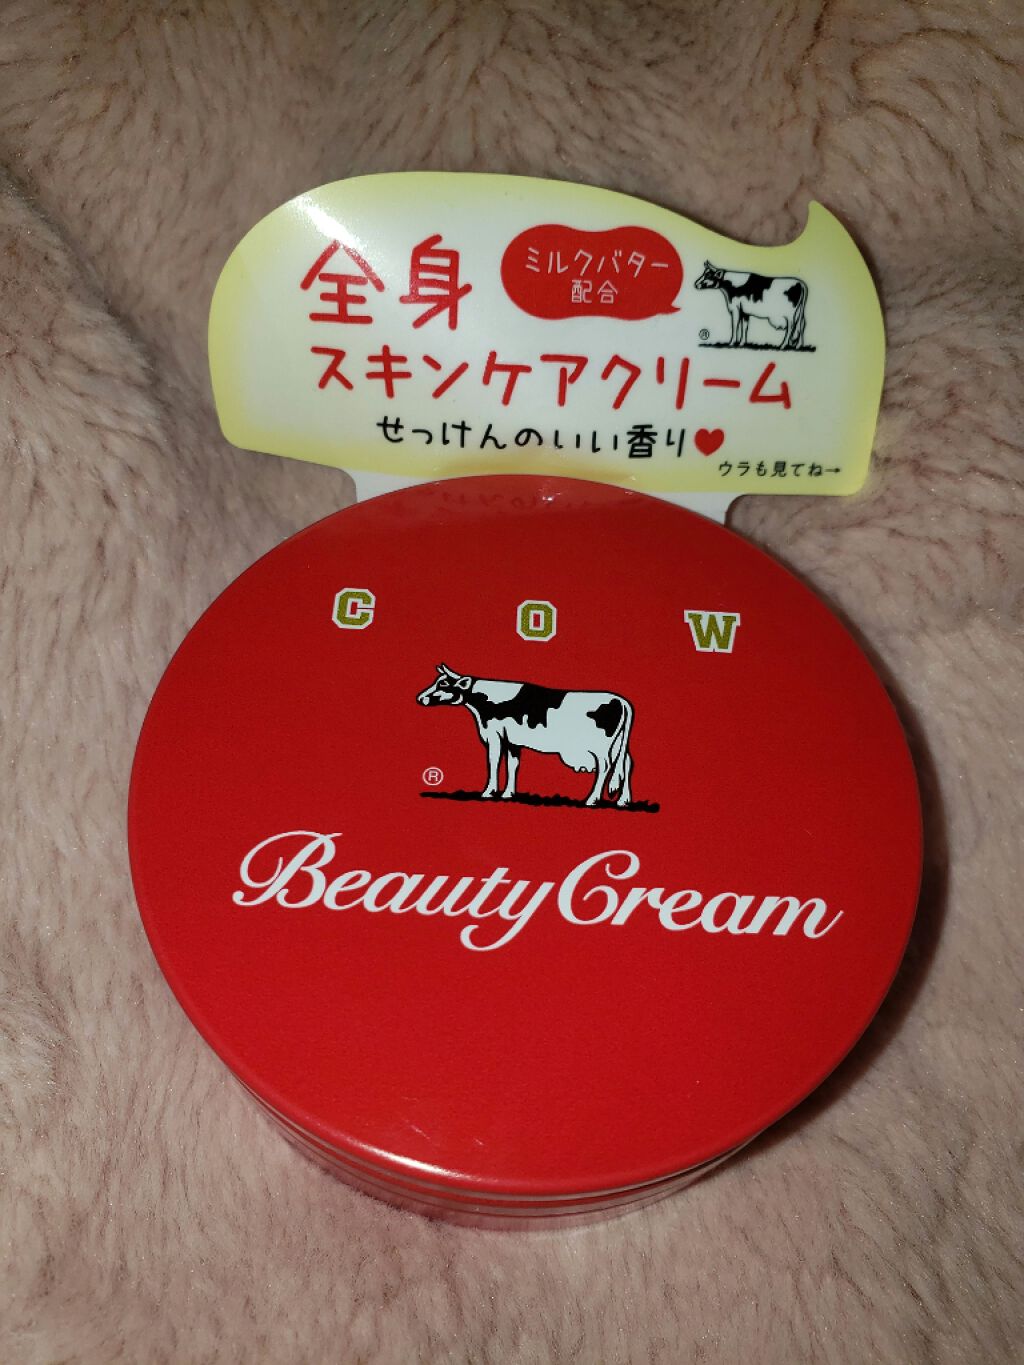 全身
ミルクバター
配合
®
スキンケアクリーム
せっけんのいい香り♥
ウラも見てね→
C O W
®
Beauty Cream